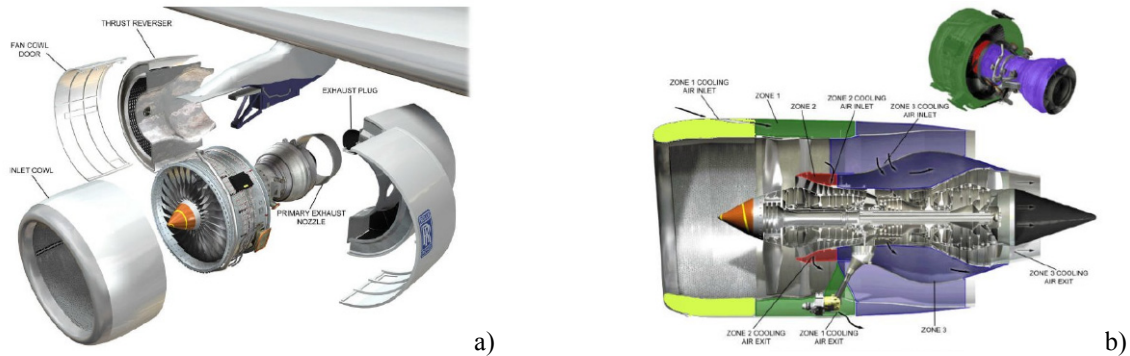 THRUST REVERSER
FAN COWL
DOOR
EXHAUST PLUG
INLET COWL
PRIMARY EXHAUST
NOZZLE
a)
ZONE 1 COOLING
AIR INLET
ZONE 1
ZONE 2
ZONE 2 COOLING
AIR INLET
ZONE 3 COOLING
AIR INLET
ZONE 3 COOLING
AIR EXIT
ZONE 2 COOLING
AIR EXIT
ZONE 1 COOLING
AIR EXIT
ZONE 3
b)